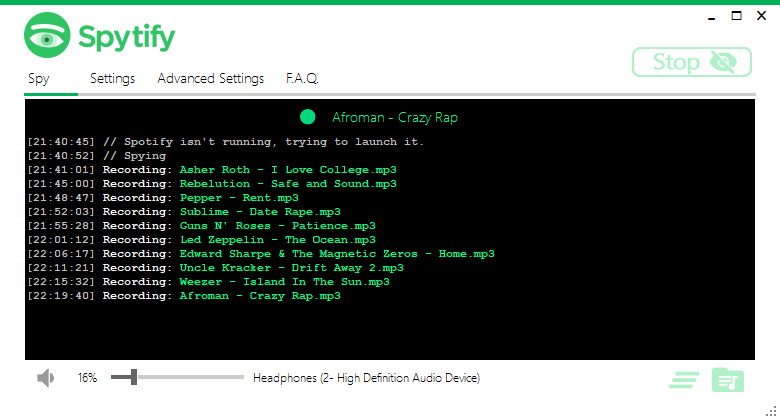 Spytify
Stop
Spy Settings Advanced Settings F.A.Q.
Afroman - Crazy Rap
[21:40:45] // Spotify isn't running, trying to launch it.
[21:40:52] // Spying
[21:41:01] Recording: Asher Roth - I Love College.mp3
[21:45:00] Recording: Rebelution - Safe and Sound.mp3
[21:48:47] Recording: Pepper - Rent.mp3
[21:52:03] Recording: Sublime - Date Rape.mp3
[21:55:28] Recording: Guns N' Roses - Patience.mp3
[22:01:12] Recording: Led Zeppelin - The Ocean.mp3
[22:06:17] Recording: Edward Sharpe & The Magnetic Zeros - Home.mp3
[22:11:21] Recording: Uncle Kracker - Drift Away 2.mp3
[22:15:32] Recording: Weezer - Island In The Sun.mp3
[22:19:40] Recording: Afroman - Crazy Rap.mp3
16% Headphones (2- High Definition Audio Device)